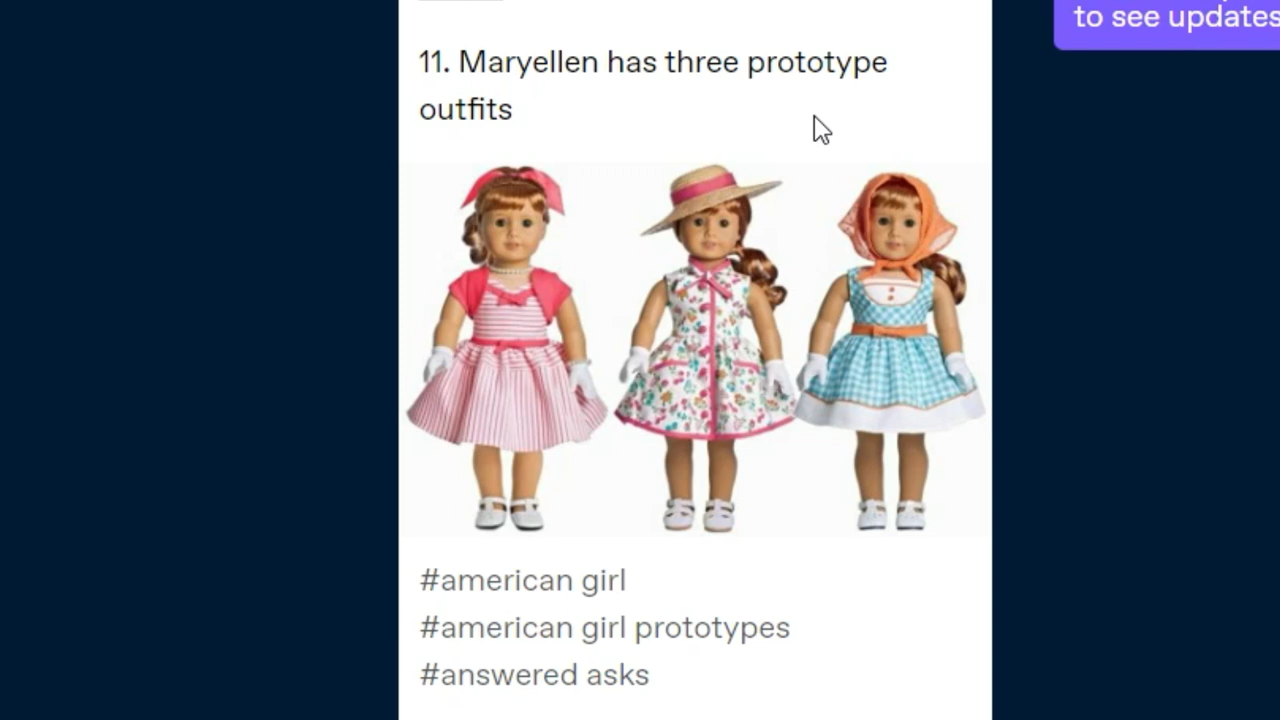 to see updates
11. Maryellen has three prototype
outfits
#american girl
#american girl prototypes
#answered asks